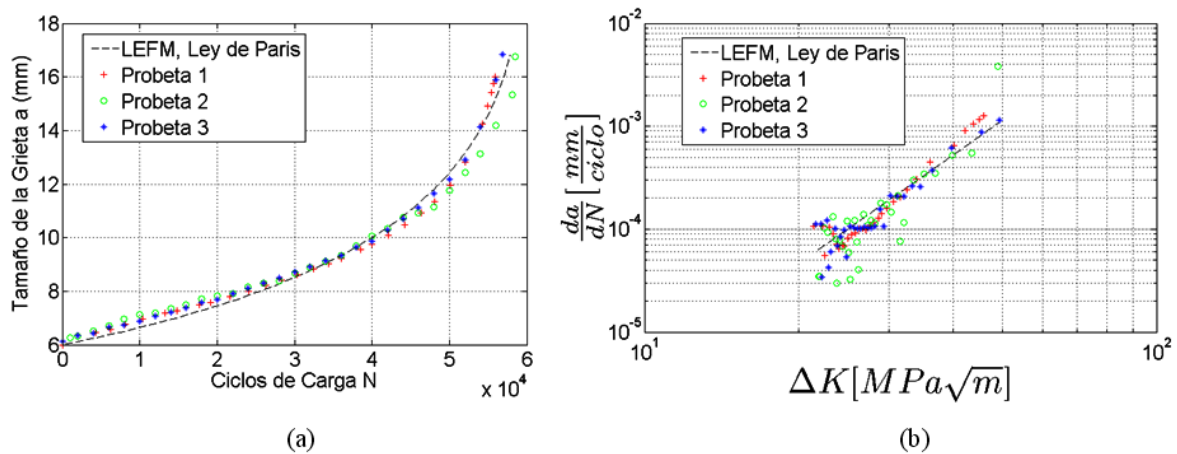 18
16
14
12
10
8
6
Tamaño de la Grieta a (mm)
LEFM, Ley de Paris
Probeta 1
Probeta 2
Probeta 3
0 1 2 3 4 5 6
Ciclos de Carga N
x 10^4
(a)
10^-2
10^-3
10^-4
10^-5
da/dN [mm/ciclo]
LEFM, Ley de Paris
Probeta 1
Probeta 2
Probeta 3
10^1 10^2
ΔK[MPa√m]
(b)